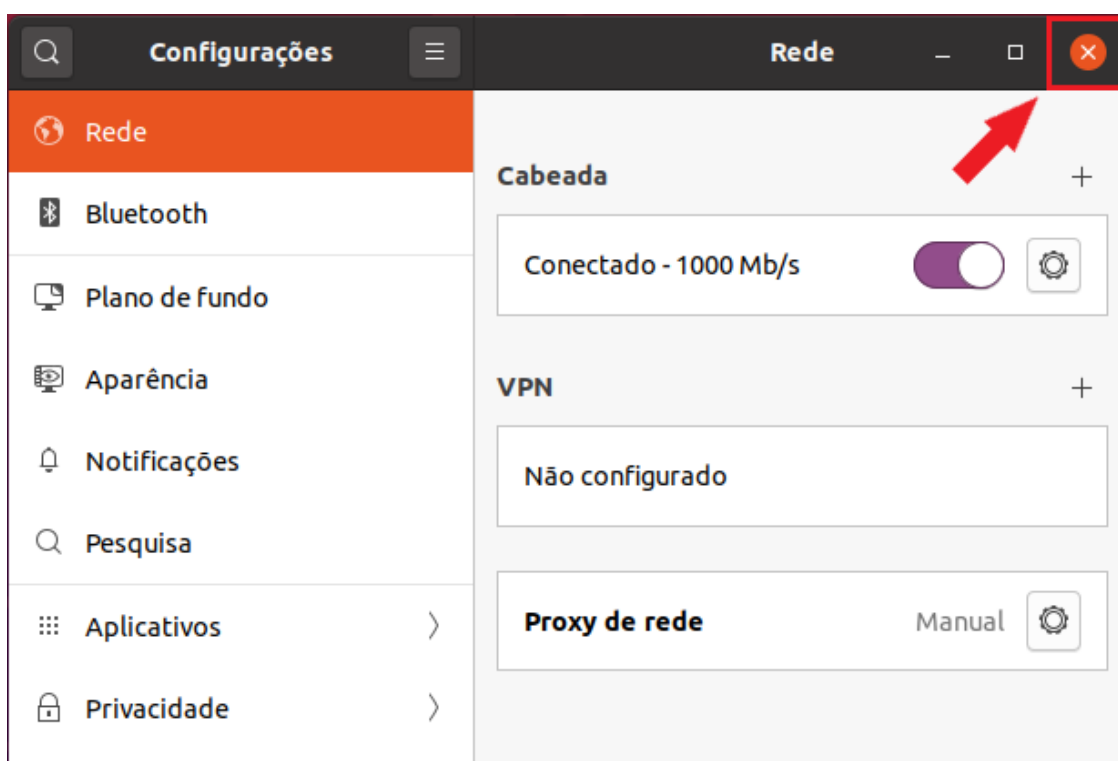 Configurações
Rede
Rede
Bluetooth
Plano de fundo
Aparência
Notificações
Pesquisa
Aplicativos
Privacidade
Cabeada
Conectado - 1000 Mb/s
VPN
Não configurado
Proxy de rede Manual